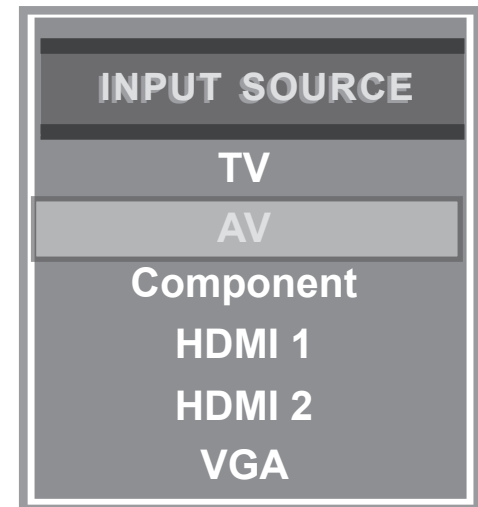 INPUT SOURCE
TV
AV
Component
HDMI 1
HDMI 2
VGA